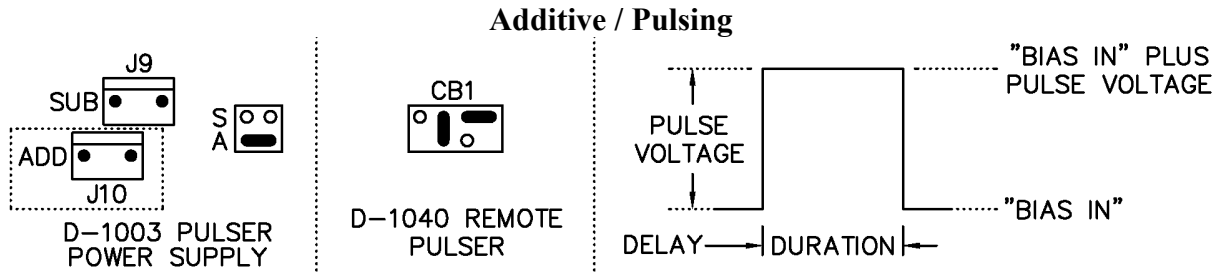 Additive / Pulsing
J9
SUB
ADD
J10
S
A
D-1003 PULSER
POWER SUPPLY
CB1
D-1040 REMOTE
PULSER
PULSE
VOLTAGE
"BIAS IN" PLUS
PULSE VOLTAGE
"BIAS IN"
DELAY
DURATION